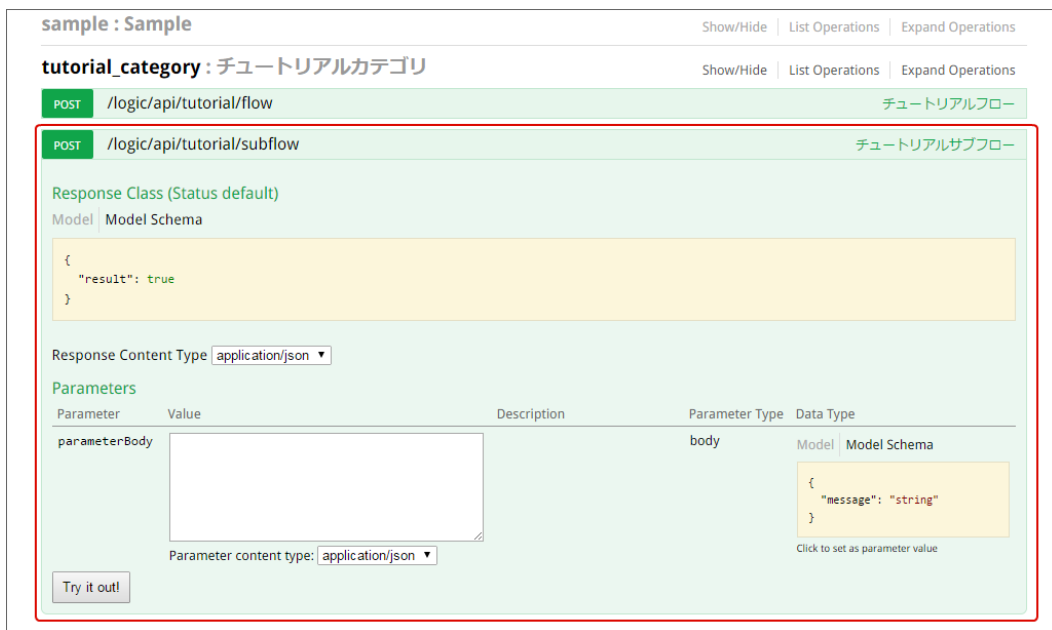 sample : Sample Show/Hide List Operations Expand Operations
tutorial_category : チュートリアルカテゴリ Show/Hide List Operations Expand Operations
POST /logic/api/tutorial/flow チュートリアルフロー
POST /logic/api/tutorial/subflow チュートリアルサブフロー
Response Class (Status default)
Model Model Schema
{
"result": true
}
Response Content Type application/json
Parameters
Parameter Value Description Parameter Type Data Type
parameterBody body Model Model Schema
{
"message": "string"
}
Click to set as parameter value
Parameter content type: application/json
Try it out!